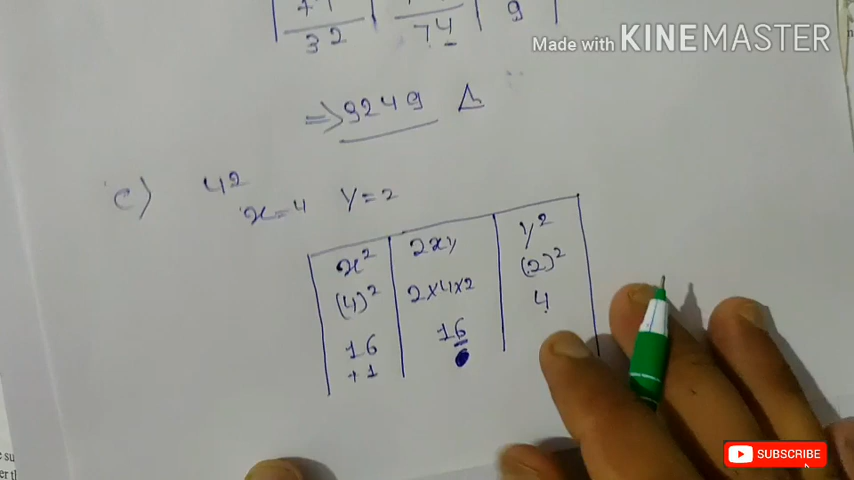 32
74
9
Made with KINEMASTER
=> 9249
c) 42
x=4 y=2
x² 2xy y²
(4)² 2×4×2 (2)²
16 16 4
+1
SUBSCRIBE